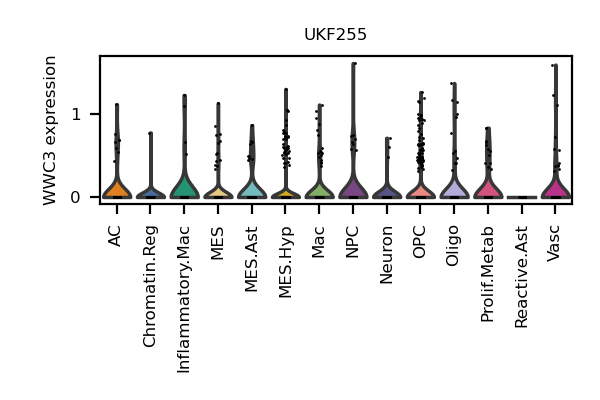 UKF255
WWC3 expression
1
0
AC
Chromatin.Reg
Inflammatory.Mac
MES
MES.Ast
MES.Hyp
Mac
NPC
Neuron
OPC
Oligo
Prolif.Metab
Reactive.Ast
Vasc